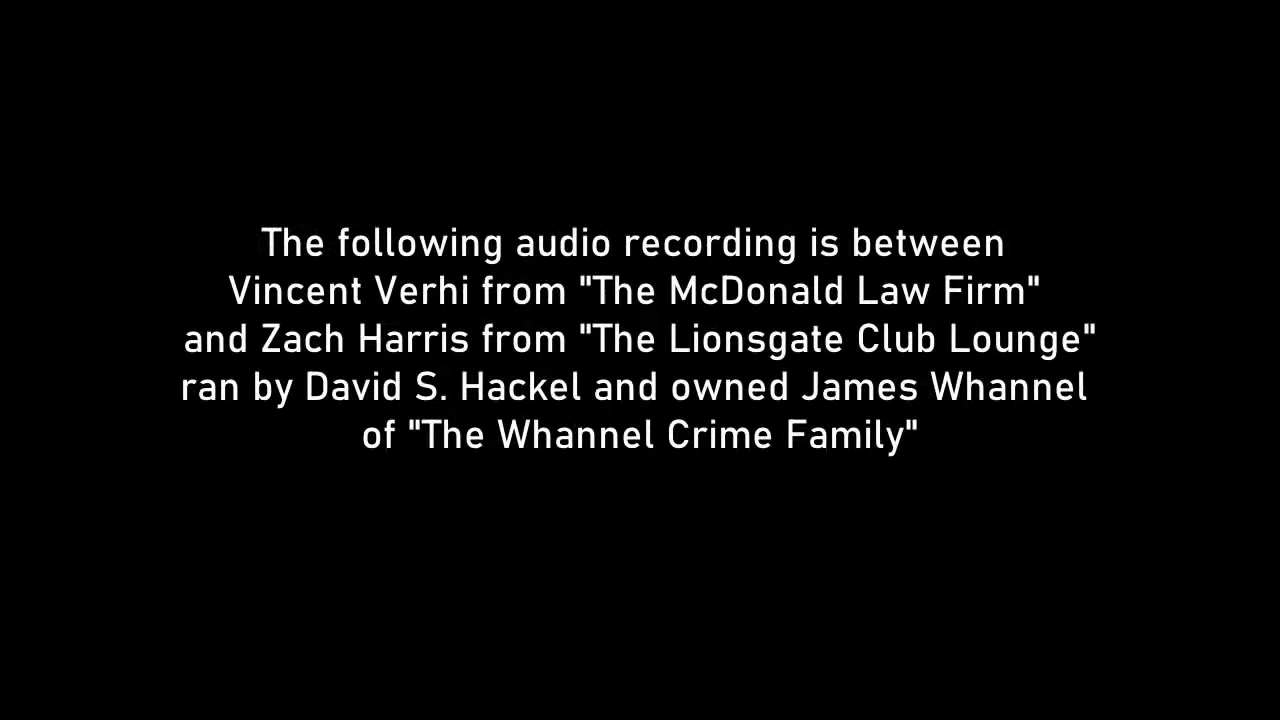 The following audio recording is between
Vincent Verhi from "The McDonald Law Firm"
and Zach Harris from "The Lionsgate Club Lounge"
ran by David S. Hackel and owned James Whannel
of "The Whannel Crime Family"